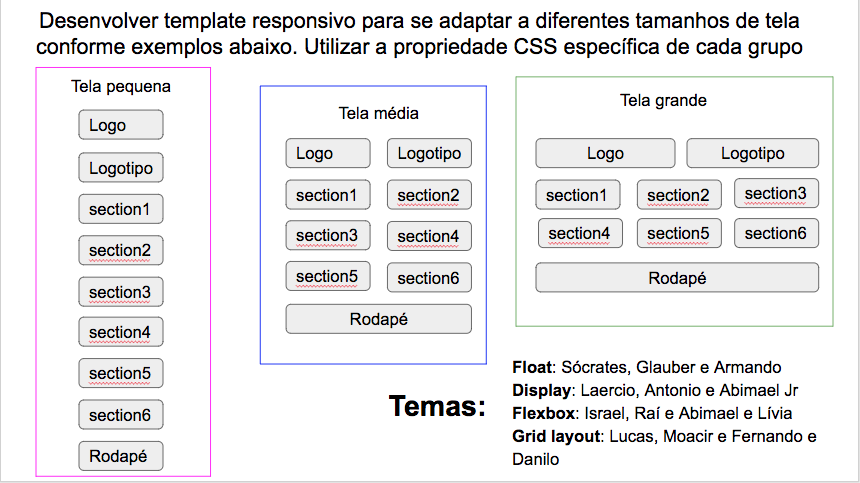 Desenvolver template responsivo para se adaptar a diferentes tamanhos de tela
conforme exemplos abaixo. Utilizar a propriedade CSS específica de cada grupo
Tela pequena
Logo
Logotipo
section1
section2
section3
section4
section5
section6
Rodapé
Tela média
Logo Logotipo
section1 section2
section3 section4
section5 section6
Rodapé
Tela grande
Logo Logotipo
section1 section2 section3
section4 section5 section6
Rodapé
Temas:
Float: Sócrates, Glauber e Armando
Display: Laercio, Antonio e Abimael Jr
Flexbox: Israel, Raí e Abimael e Lívia
Grid layout: Lucas, Moacir e Fernando e
Danilo